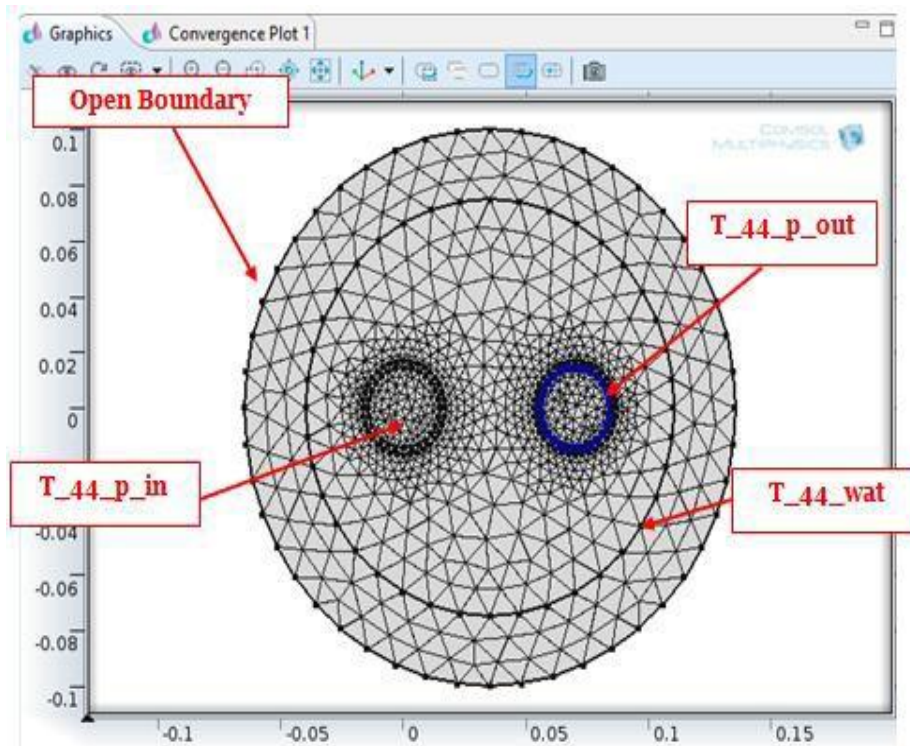 Graphics
Convergence Plot 1
Open Boundary
COMSOL
MULTIPHYSICS
T_44_p_out
T_44_p_in
T_44_wat
0.1
0.08
0.06
0.04
0.02
0
-0.04
-0.06
-0.08
-0.1
-0.1
-0.05
0
0.05
0.1
0.15